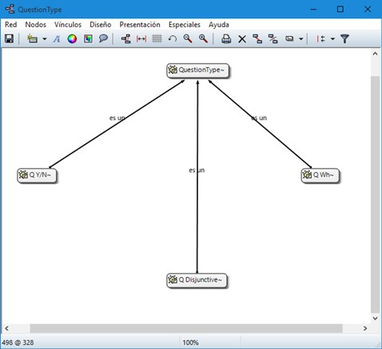 QuestionType
Red Nodos Vínculos Diseño Presentación Especiales Ayuda
QuestionType~
es un
es un
Q Y/N~
es un
Q Wh~
Q Disjunctive~
498 @ 328
100%